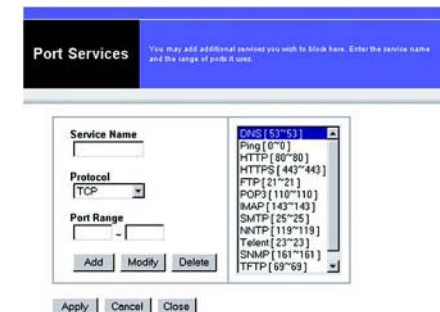 Port Services
You may add additional services you wish to block here. Enter the service name
and the range of ports it uses.
Service Name
Protocol
TCP
Port Range
~
Add Modify Delete
DNS [53~53]
Ping [0~0]
HTTP [80~80]
HTTPS [443~443]
FTP [21~21]
POP3 [110~110]
IMAP [143~143]
SMTP [25~25]
NNTP [119~119]
Telent [23~23]
SNMP [161~161]
TFTP [69~69]
Apply Cancel Close